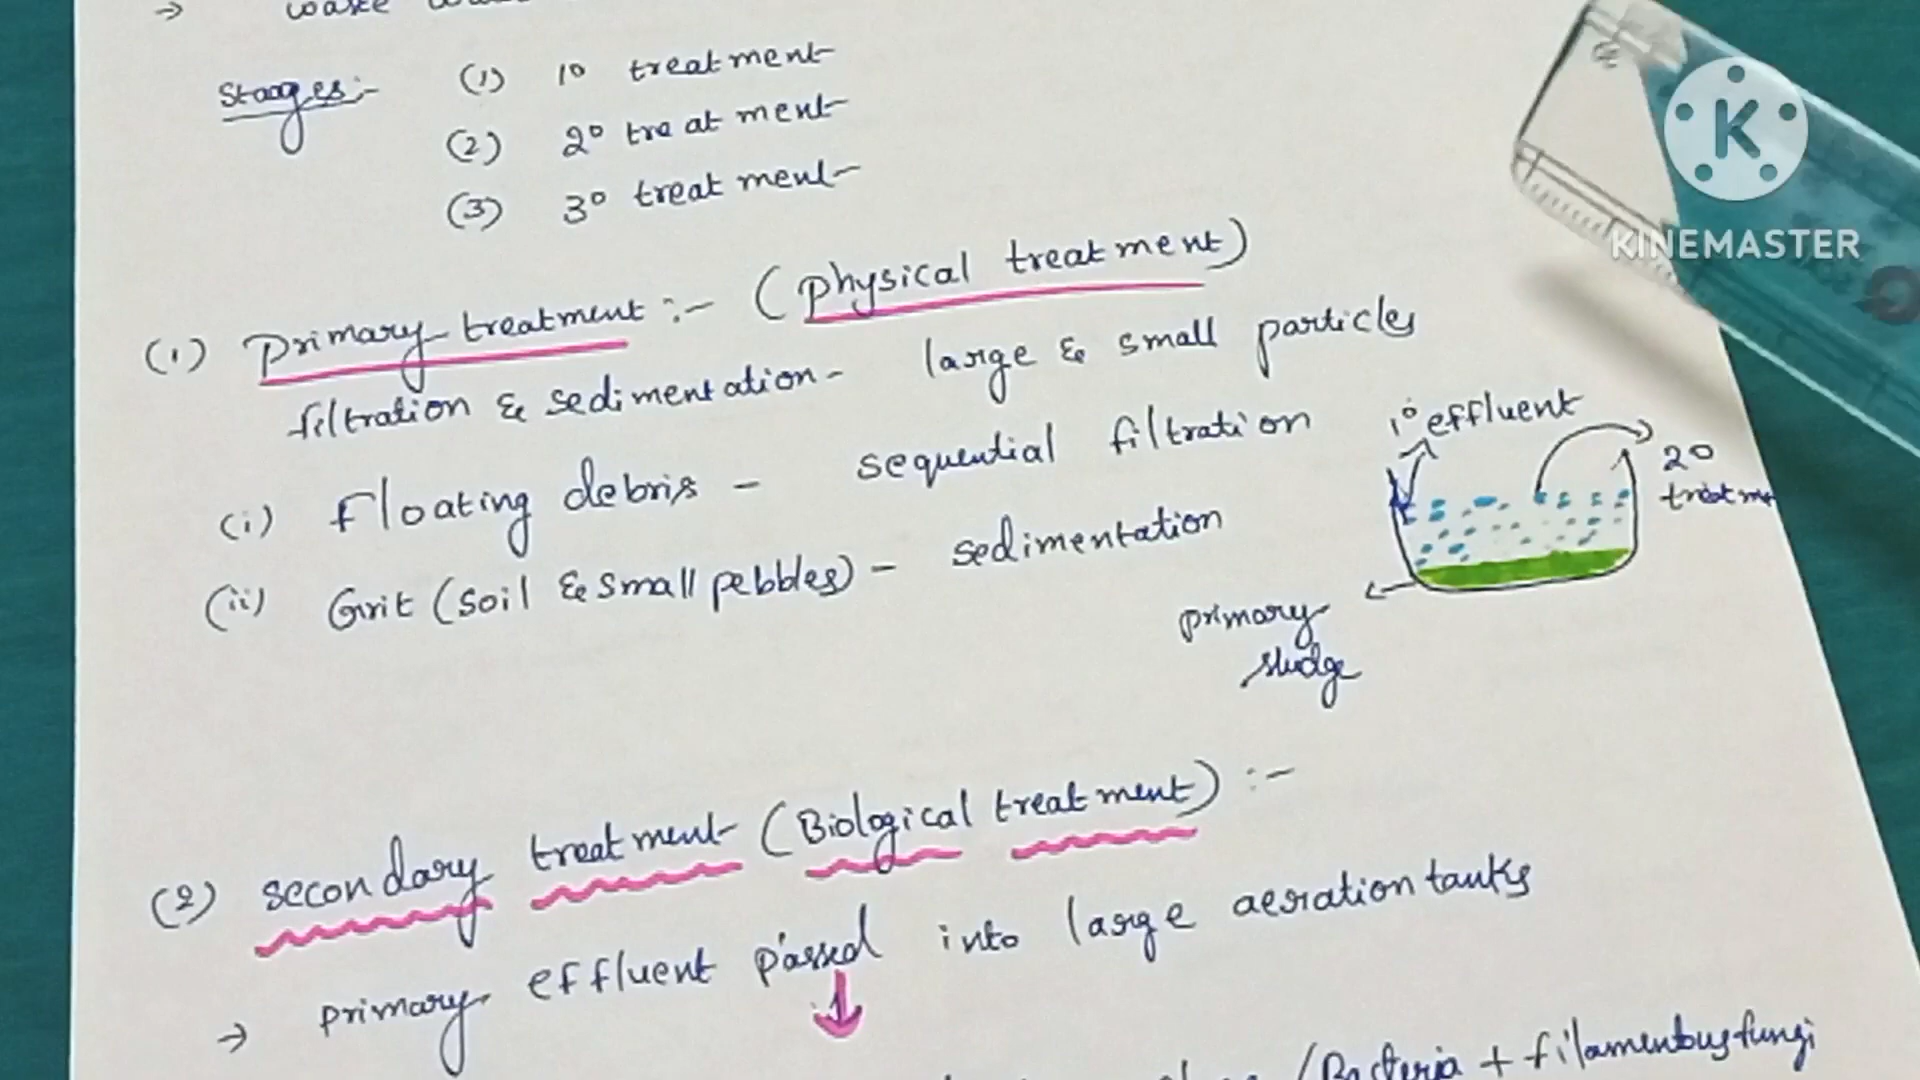 → waste
Stages:- (1) 1° treatment
(2) 2° treatment
(3) 3° treatment
(1) Primary treatment :- (Physical treatment)
filtration & sedimentation - large & small particles
(i) Floating debris - sequential filtration
(ii) Grit (soil & small pebbles) - sedimentation
1° effluent
2°
treatm
primary
sludge
(2) secondary treatment (Biological treatment) :-
→ primary effluent passed into large aeration tanks
(Bacteria + filamentous fungi
K
KINEMASTER